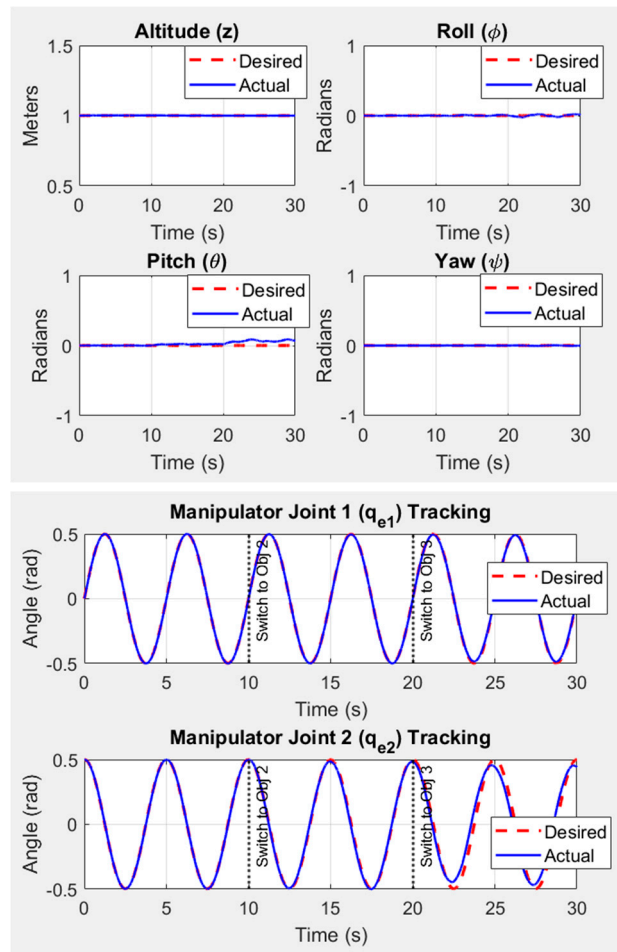 Altitude (z)
1.5
1
0.5
Meters
Desired
Actual
0 10 20 30
Time (s)
Roll (ϕ)
1
0
-1
Radians
Desired
Actual
0 10 20 30
Time (s)
Pitch (θ)
1
0
-1
Radians
Desired
Actual
0 10 20 30
Time (s)
Yaw (ψ)
1
0
-1
Radians
Desired
Actual
0 10 20 30
Time (s)
Manipulator Joint 1 (q_e1) Tracking
0.5
0
-0.5
Angle (rad)
Switch to Obj 2
Switch to Obj 3
Desired
Actual
0 5 10 15 20 25 30
Time (s)
Manipulator Joint 2 (q_e2) Tracking
0.5
0
-0.5
Angle (rad)
Switch to Obj 2
Switch to Obj 3
Desired
Actual
0 5 10 15 20 25 30
Time (s)